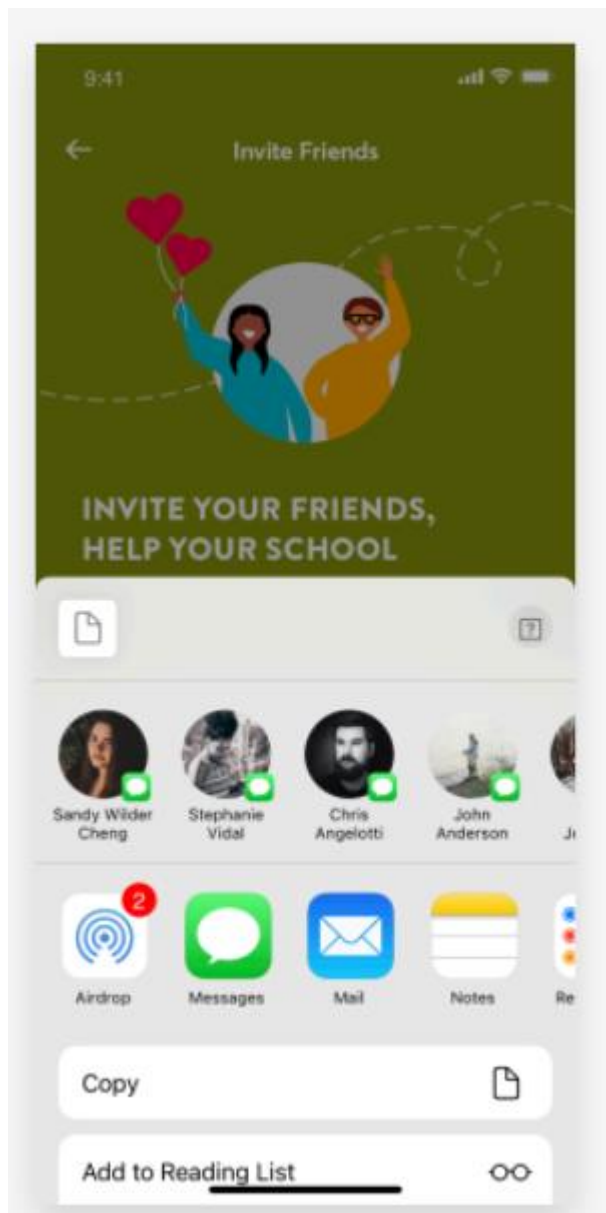 9:41
Invite Friends
INVITE YOUR FRIENDS,
HELP YOUR SCHOOL
?
Sandy Wilder
Cheng
Stephanie
Vidal
Chris
Angelotti
John
Anderson
2
Airdrop
Messages
Mail
Notes
Re
Copy
Add to Reading List